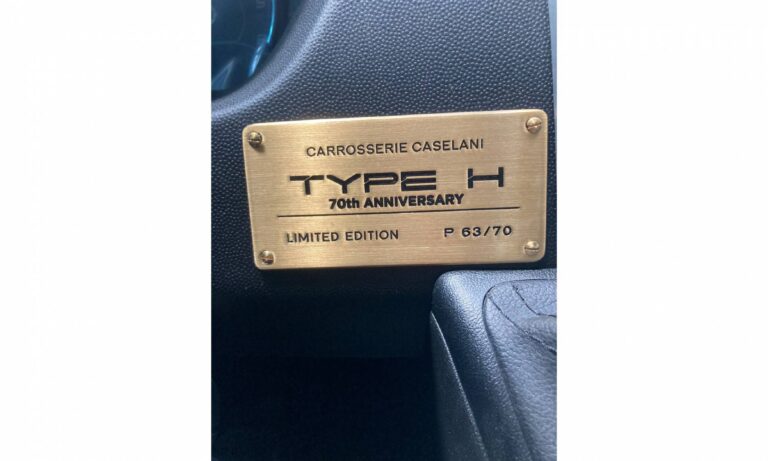 CARROSSERIE CASELANI
TYPE H
70th ANNIVERSARY
LIMITED EDITION P 63/70